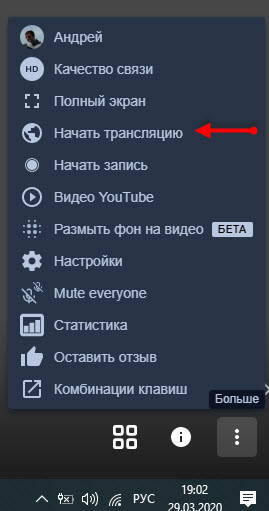 Андрей
HD Качество связи
Полный экран
Начать трансляцию
Начать запись
Видео YouTube
Размыть фон на видео БЕТА
Настройки
Mute everyone
Статистика
Оставить отзыв
Комбинации клавиш
Больше
РУС
19:02
29.03.2020